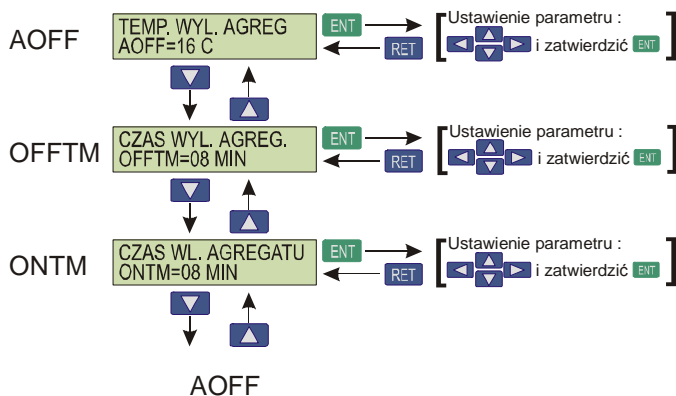 AOFF
TEMP. WYL. AGREG
AOFF=16 C
ENT
RET
Ustawienie parametru :
i zatwierdzić ENT
OFFTM
CZAS WYL. AGREG.
OFFTM=08 MIN
ENT
RET
Ustawienie parametru :
i zatwierdzić ENT
ONTM
CZAS WL. AGREGATU
ONTM=08 MIN
ENT
RET
Ustawienie parametru :
i zatwierdzić ENT
AOFF